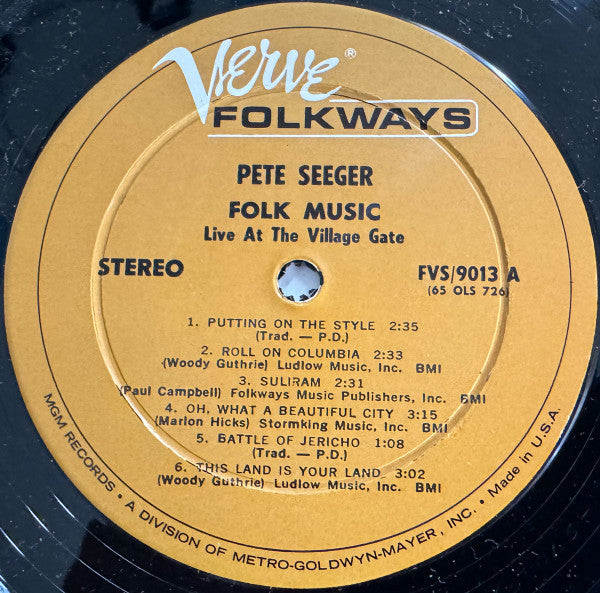 Verve®
FOLKWAYS
PETE SEEGER
FOLK MUSIC
Live At The Village Gate
STEREO
FVS/9013 A
(65 OLS 726)
1. PUTTING ON THE STYLE 2:35
(Trad. — P.D.)
2. ROLL ON COLUMBIA 2:33
(Woody Guthrie) Ludlow Music, Inc. BMI
3. SULIRAM 2:31
(Paul Campbell) Folkways Music Publishers, Inc. BMI
4. OH, WHAT A BEAUTIFUL CITY 3:15
(Marion Hicks) Stormking Music, Inc. BMI
5. BATTLE OF JERICHO 1:08
(Trad. — P.D.)
6. THIS LAND IS YOUR LAND 3:02
(Woody Guthrie) Ludlow Music, Inc. BMI
MGM RECORDS • A DIVISION OF METRO-GOLDWYN-MAYER, INC. • Made in U.S.A.